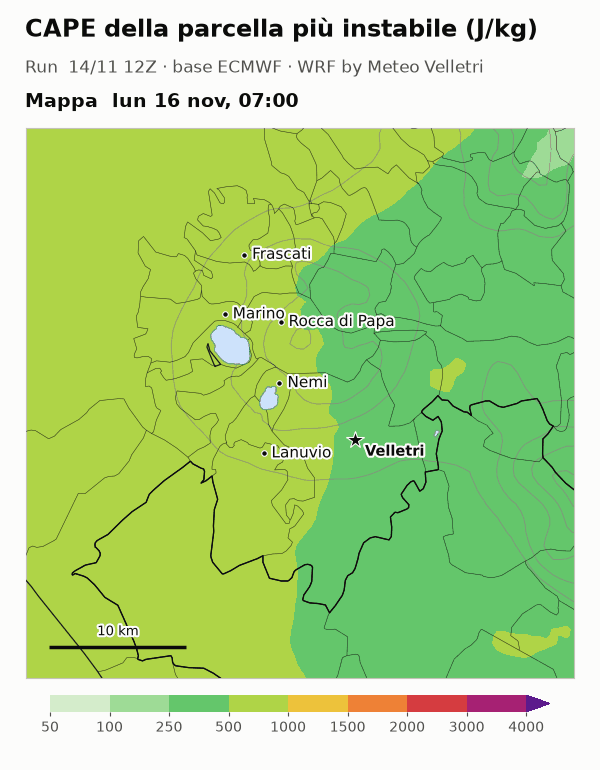 CAPE della parcella più instabile (J/kg)
Run 14/11 12Z · base ECMWF · WRF by Meteo Velletri
Mappa lun 16 nov, 07:00
Frascati
Marino
Rocca di Papa
Nemi
Velletri
Lanuvio
10 km
50 100 250 500 1000 1500 2000 3000 4000